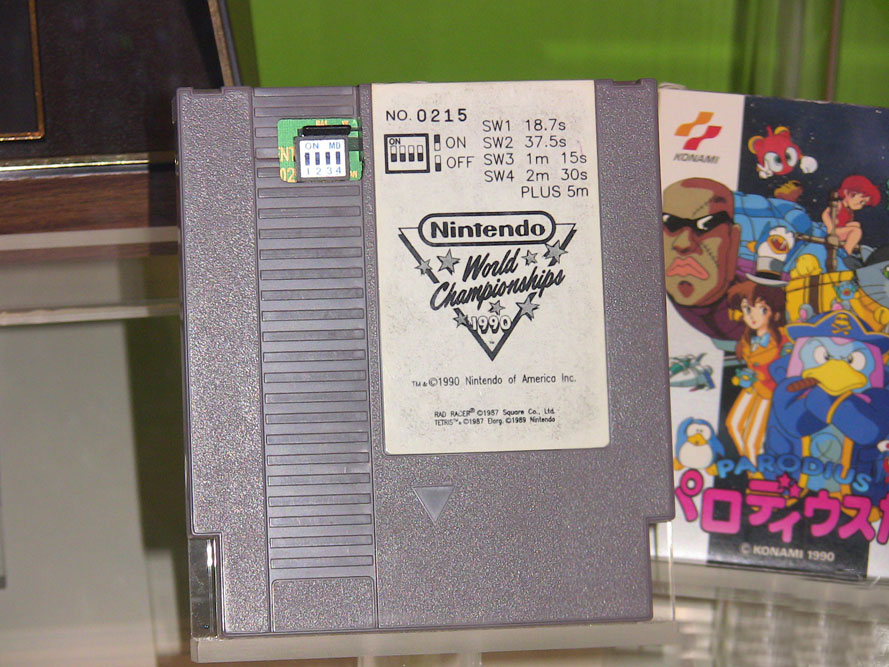 NO. 0215
ON
ON
OFF
SW1 18.7s
SW2 37.5s
SW3 1m 15s
SW4 2m 30s
PLUS 5m
ON MD
1 2 3 4
02
Nintendo
World
Championships
1990
TM & ©1990 Nintendo of America Inc.
RAD RACER® ©1987 Square Co., Ltd.
TETRIS™ ©1987 Elorg. ©1989 Nintendo
KONAMI
PARODIUS
パロディウスだ
© KONAMI 1990